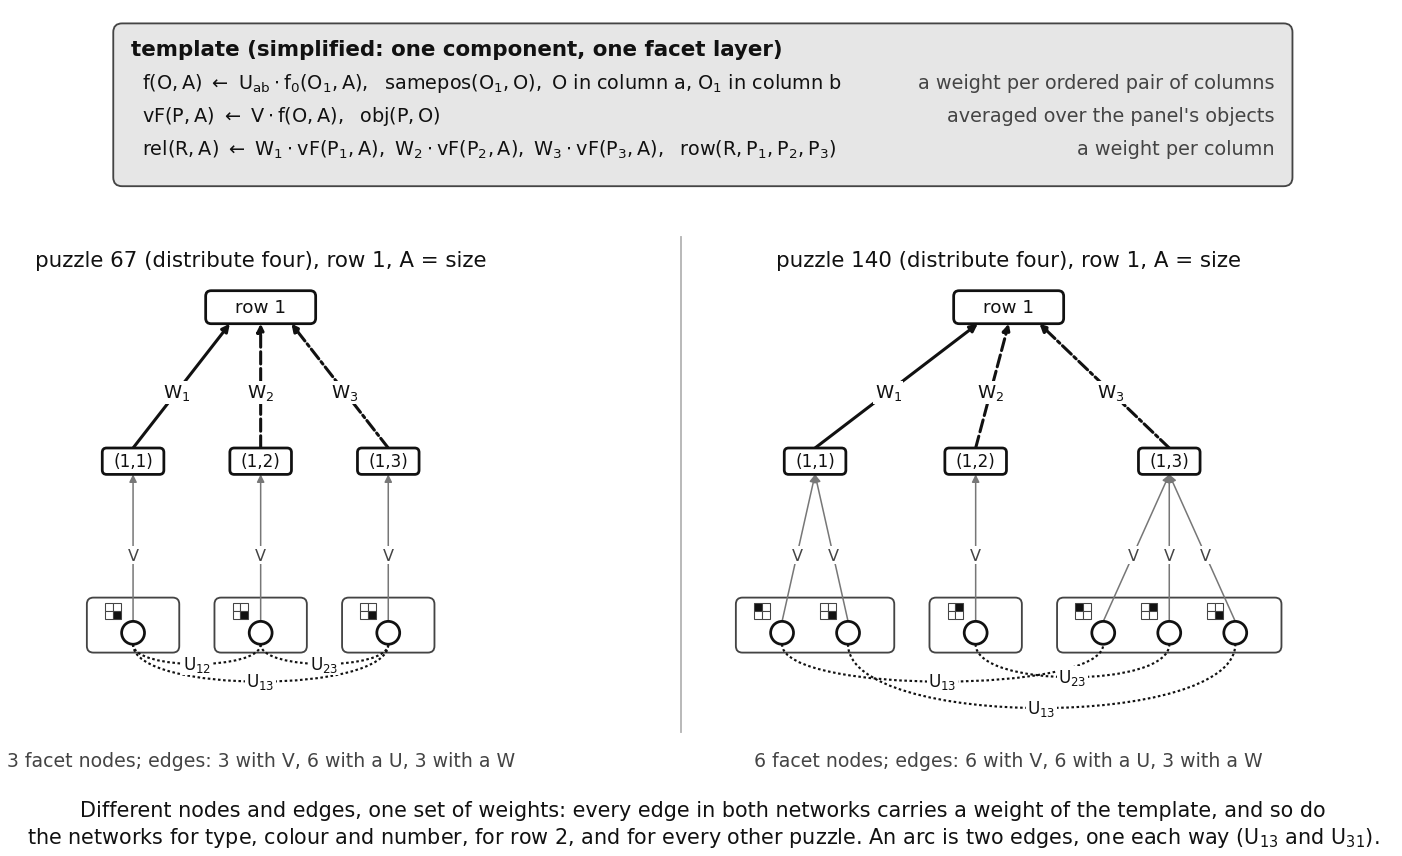 template (simplified: one component, one facet layer)
f(O, A) ← U_ab · f_0(O_1, A), samepos(O_1, O), O in column a, O_1 in column b a weight per ordered pair of columns
vF(P, A) ← V · f(O, A), obj(P, O) averaged over the panel's objects
rel(R, A) ← W_1 · vF(P_1, A), W_2 · vF(P_2, A), W_3 · vF(P_3, A), row(R, P_1, P_2, P_3) a weight per column
puzzle 67 (distribute four), row 1, A = size
row 1
W_1 W_2 W_3
(1,1) (1,2) (1,3)
V V V
U_12 U_23
U_13
3 facet nodes; edges: 3 with V, 6 with a U, 3 with a W
puzzle 140 (distribute four), row 1, A = size
row 1
W_1 W_2 W_3
(1,1) (1,2) (1,3)
V V V V V V
U_13 U_23
U_13
6 facet nodes; edges: 6 with V, 6 with a U, 3 with a W
Different nodes and edges, one set of weights: every edge in both networks carries a weight of the template, and so do
the networks for type, colour and number, for row 2, and for every other puzzle. An arc is two edges, one each way (U_13 and U_31).